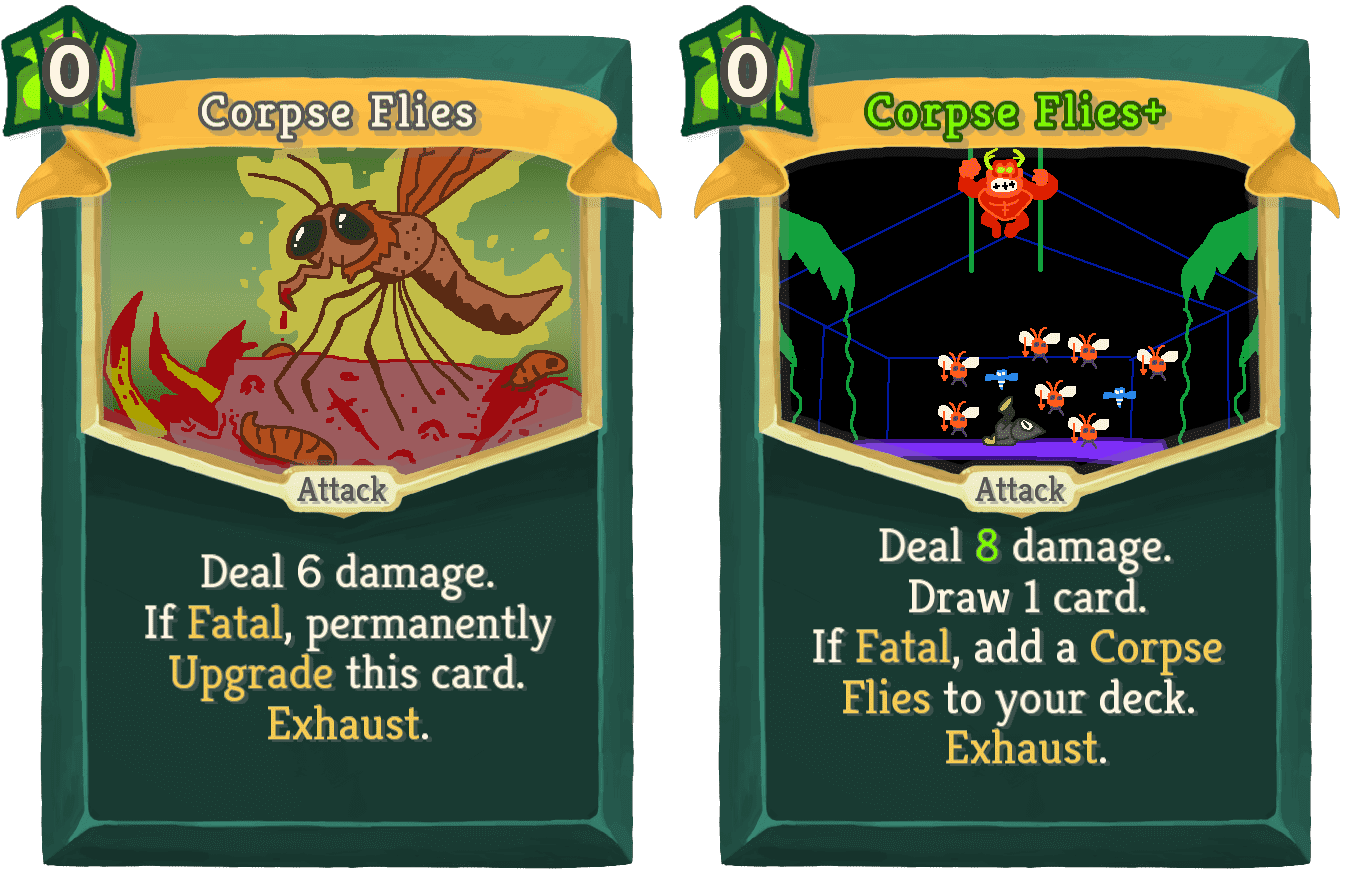 0
Corpse Flies
Attack
Deal 6 damage.
If Fatal, permanently
Upgrade this card.
Exhaust.
0
Corpse Flies+
Attack
Deal 8 damage.
Draw 1 card.
If Fatal, add a Corpse
Flies to your deck.
Exhaust.